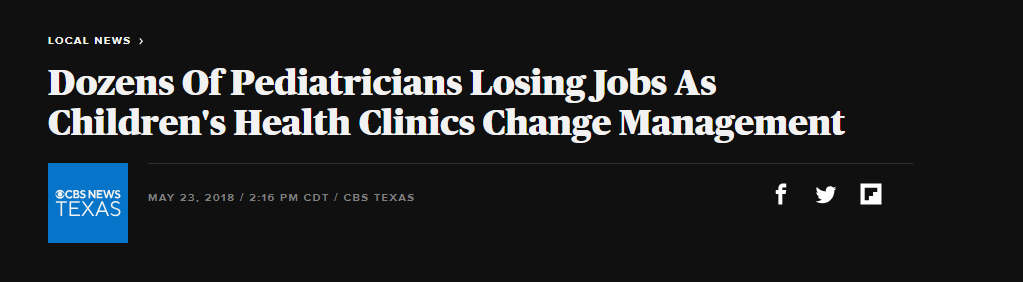 LOCAL NEWS >
Dozens Of Pediatricians Losing Jobs As
Children's Health Clinics Change Management
CBS NEWS
TEXAS
MAY 23, 2018 / 2:16 PM CDT / CBS TEXAS